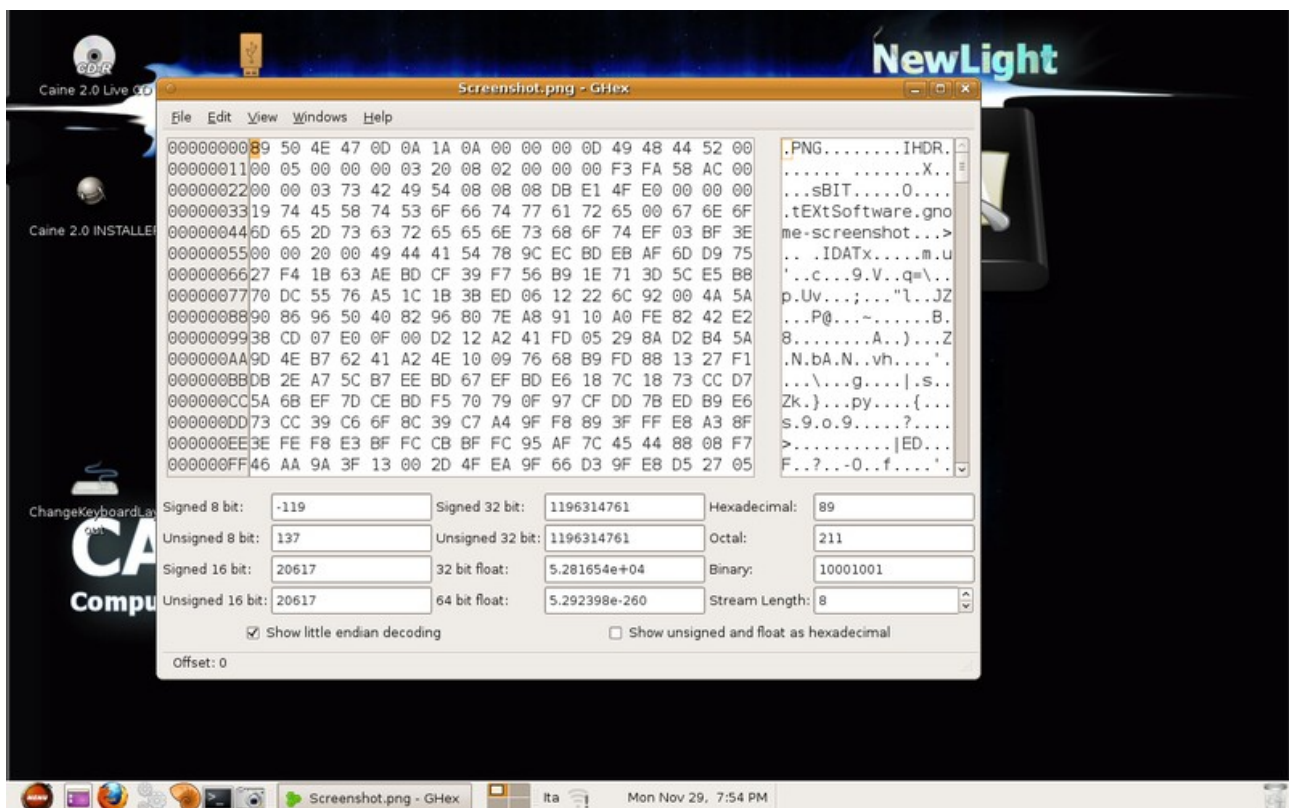 NewLight
CD-R
Caine 2.0 Live CD
Screenshot.png - GHex
File Edit View Windows Help
00000000 89 50 4E 47 0D 0A 1A 0A 00 00 00 0D 49 48 44 52 00 .PNG........IHDR.
00000011 00 05 00 00 00 03 20 08 02 00 00 00 F3 FA 58 AC 00 ...... .......X..
00000022 00 00 03 73 42 49 54 08 08 08 DB E1 4F E0 00 00 00 ...sBIT.....O....
00000033 19 74 45 58 74 53 6F 66 74 77 61 72 65 00 67 6E 6F .tEXtSoftware.gno
00000044 6D 65 2D 73 63 72 65 65 6E 73 68 6F 74 EF 03 BF 3E me-screenshot...>
00000055 00 00 20 00 49 44 41 54 78 9C EC BD EB AF 6D D9 75 .. .IDATx.....m.u
00000066 27 F4 1B 63 AE BD CF 39 F7 56 B9 1E 71 3D 5C E5 B8 '..c...9.V..q=\..
00000077 70 DC 55 76 A5 1C 1B 3B ED 06 12 22 6C 92 00 4A 5A p.Uv...;..."l..JZ
00000088 90 86 96 50 40 82 96 80 7E A8 91 10 A0 FE 82 42 E2 ...P@...~......B.
00000099 38 CD 07 E0 0F 00 D2 12 A2 41 FD 05 29 8A D2 B4 5A 8........A..)...Z
000000AA 9D 4E B7 62 41 A2 4E 10 09 76 68 B9 FD 88 13 27 F1 .N.bA.N..vh....'.
000000BB DB 2E A7 5C B7 EE BD 67 EF BD E6 18 7C 18 73 CC D7 ...\...g....|.s..
000000CC 5A 6B EF 7D CE BD F5 70 79 0F 97 CF DD 7B ED B9 E6 Zk.}...py....{...
000000DD 73 CC 39 C6 6F 8C 39 C7 A4 9F F8 89 3F FF E8 A3 8F s.9.o.9.....?....
000000EE 3E FE F8 E3 BF FC CB BF FC 95 AF 7C 45 44 88 08 F7 >..........|ED...
000000FF 46 AA 9A 3F 13 00 2D 4F EA 9F 66 D3 9F E8 D5 27 05 F..?..-O..f....'.
Caine 2.0 INSTALLER
ChangeKeyboardLay
out
CA
Compu
Signed 8 bit: -119 Signed 32 bit: 1196314761 Hexadecimal: 89
Unsigned 8 bit: 137 Unsigned 32 bit: 1196314761 Octal: 211
Signed 16 bit: 20617 32 bit float: 5.281654e+04 Binary: 10001001
Unsigned 16 bit: 20617 64 bit float: 5.292398e-260 Stream Length: 8
Show little endian decoding Show unsigned and float as hexadecimal
Offset: 0
MENU Screenshot.png - GHex Ita Mon Nov 29, 7:54 PM